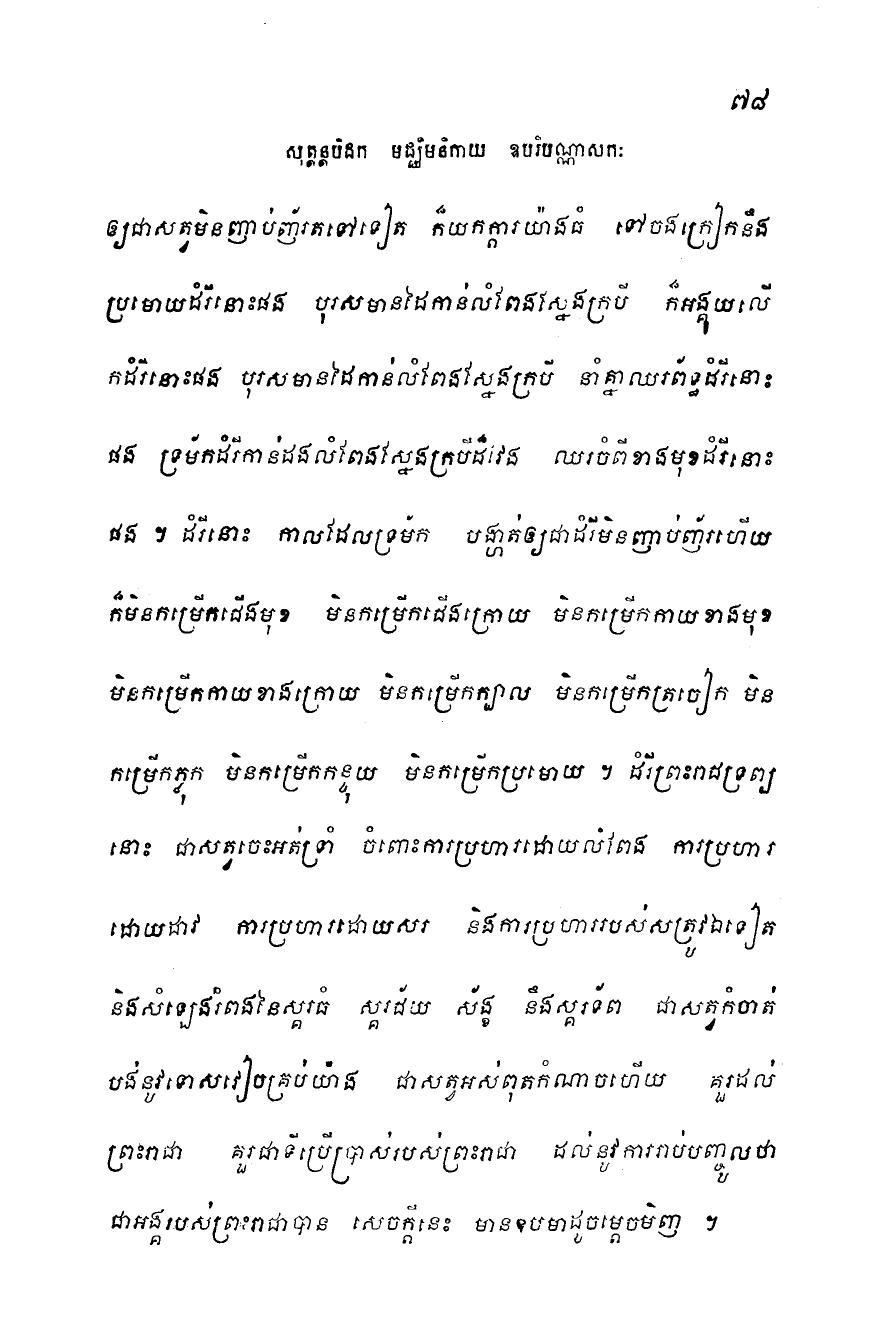 ៧៨
សុត្តន្តបិដក មជ្ឈិមនិកាយ ឧបរិបណ្ណាសកៈ
ឲ្យជាសត្វមិនញាប់ញ័រតទៅទៀត ក៏យកក្តារយ៉ាងធំ ទៅចងក្រៀកនឹង
ប្រមោយដំរីនោះផង បុរសមានដៃកាន់លំពែងស្នែងក្របី ក៏អង្គុយលើ
កដំរីនោះផង បុរសមានដៃកាន់លំពែងស្នែងក្របី នាំគ្នាឈរព័ទ្ធដំរីនោះ
ផង ទ្រម័កដំរីកាន់ដងលំពែងស្នែងក្របីដ៏វែង ឈរចំពីខាងមុខដំរីនោះ
ផង ។ ដំរីនោះ កាលដែលទ្រម័ក បង្ហាត់ឲ្យជាដំរីមិនញាប់ញ័រហើយ
ក៏មិនកម្រើកជើងមុខ មិនកម្រើកជើងក្រោយ មិនកម្រើកកាយខាងមុខ
មិនកម្រើកកាយខាងក្រោយ មិនកម្រើកក្បាល មិនកម្រើកត្រចៀក មិន
កម្រើកភ្លុក មិនកម្រើកកន្ទុយ មិនកម្រើកប្រមោយ ។ ដំរីព្រះរាជទ្រព្យ
នោះ ជាសត្វចេះអត់ទ្រាំ ចំពោះការប្រហារដោយលំពែង ការប្រហារ
ដោយដាវ ការប្រហារដោយសរ និងការប្រហាររបស់សត្រូវឯទៀត
និងសំឡេងរំពងនៃស្គរធំ ស្គរជ័យ ស័ង្ខ នឹងស្គរទ័ព ជាសត្វកំចាត់
បង់នូវទោសវៀចគ្រប់យ៉ាង ជាសត្វអស់ពុតកំណាចហើយ គួរដល់
ព្រះរាជា គួរជាទីប្រើប្រាស់របស់ព្រះរាជា ដល់នូវការរាប់បញ្ចូលថា
ជាអង្គរបស់ព្រះរាជាបាន សេចក្តីនេះ មានឧបមាដូចម្តេចមិញ ។